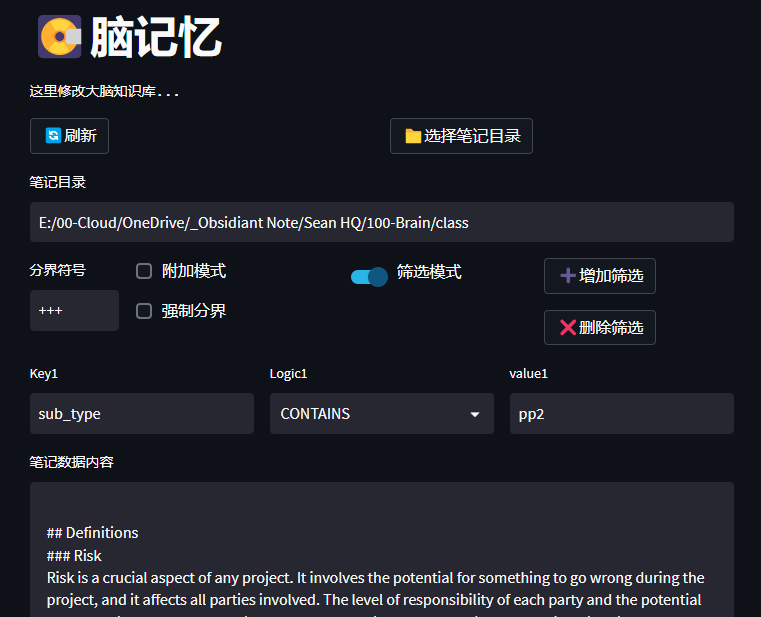 脑记忆
这里修改大脑知识库...
刷新
选择笔记目录
笔记目录
E:/00-Cloud/OneDrive/_Obsidiant Note/Sean HQ/100-Brain/class
分界符号
附加模式
筛选模式
增加筛选
+++
强制分界
删除筛选
Key1 Logic1 value1
sub_type CONTAINS pp2
笔记数据内容
## Definitions
### Risk
Risk is a crucial aspect of any project. It involves the potential for something to go wrong during the
project, and it affects all parties involved. The level of responsibility of each party and the potential